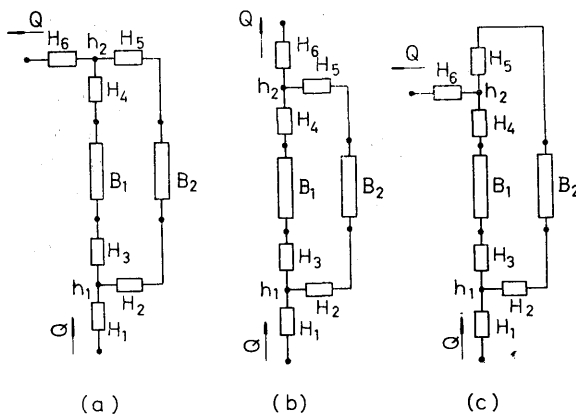 Q H₆ h₂ H₅
H₄
B₁ B₂
H₃
h₁ H₂
Q H₁
(a)
Q H₆
h₂ H₅
H₄
B₁ B₂
H₃
h₁ H₂
Q H₁
(b)
Q H₆ H₅
h₂
H₄
B₁ B₂
H₃
h₁ H₂
Q H₁
(c)